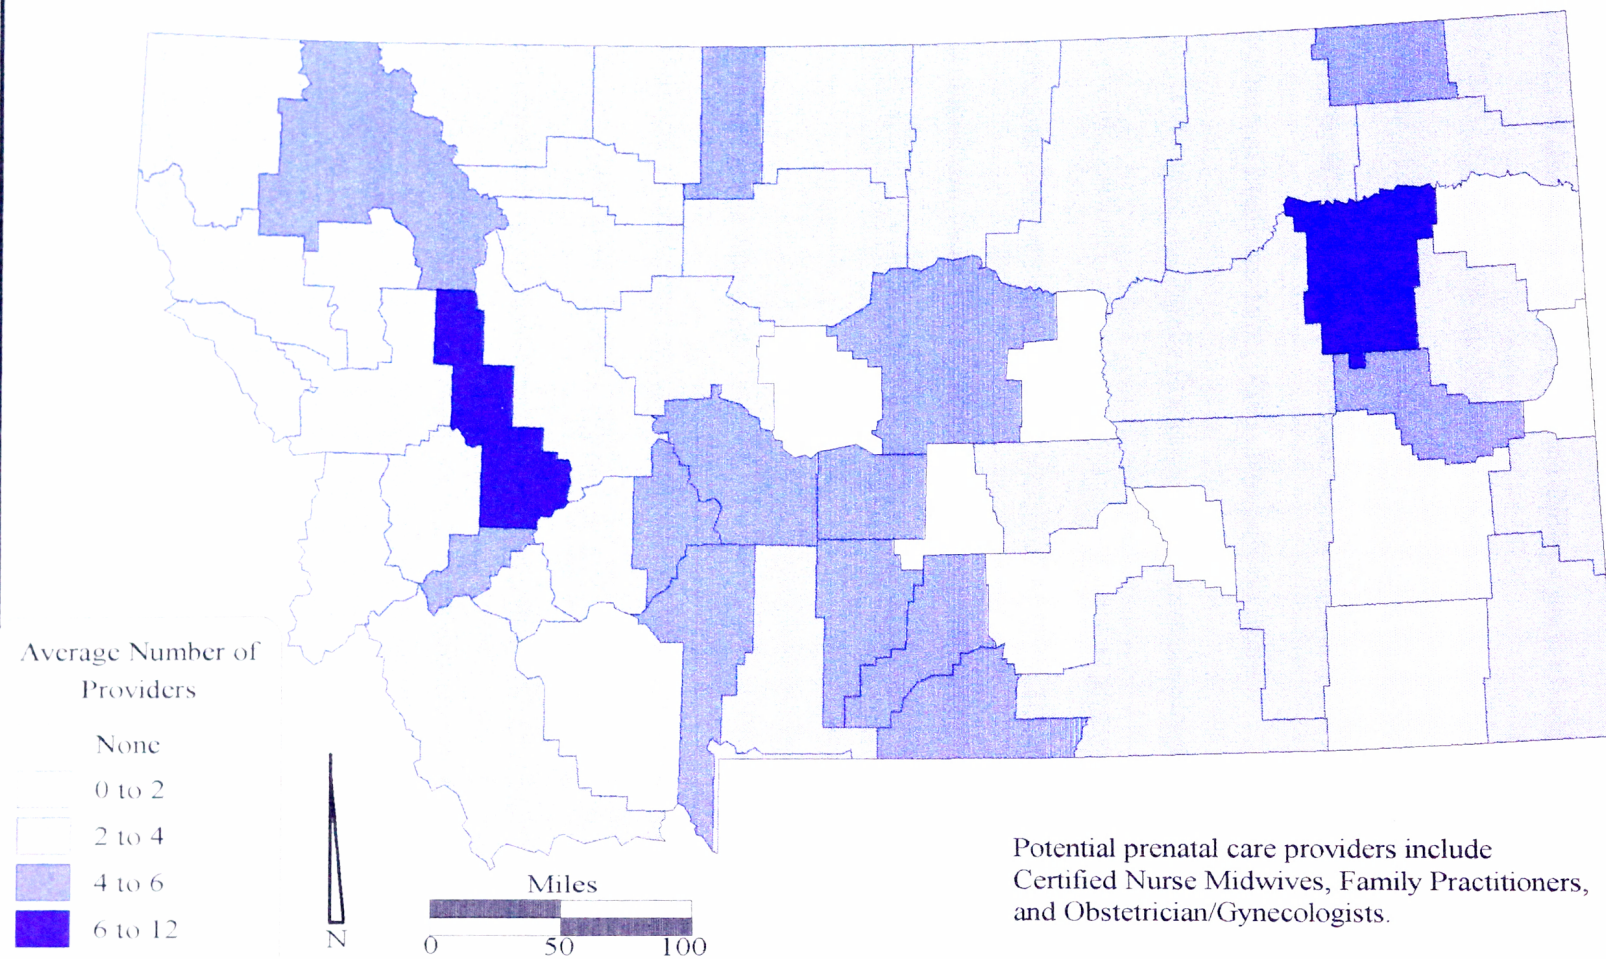 Average Number of
Providers
None
0 to 2
2 to 4
4 to 6
6 to 12
N
Miles
0 50 100
Potential prenatal care providers include
Certified Nurse Midwives, Family Practitioners,
and Obstetrician/Gynecologists.